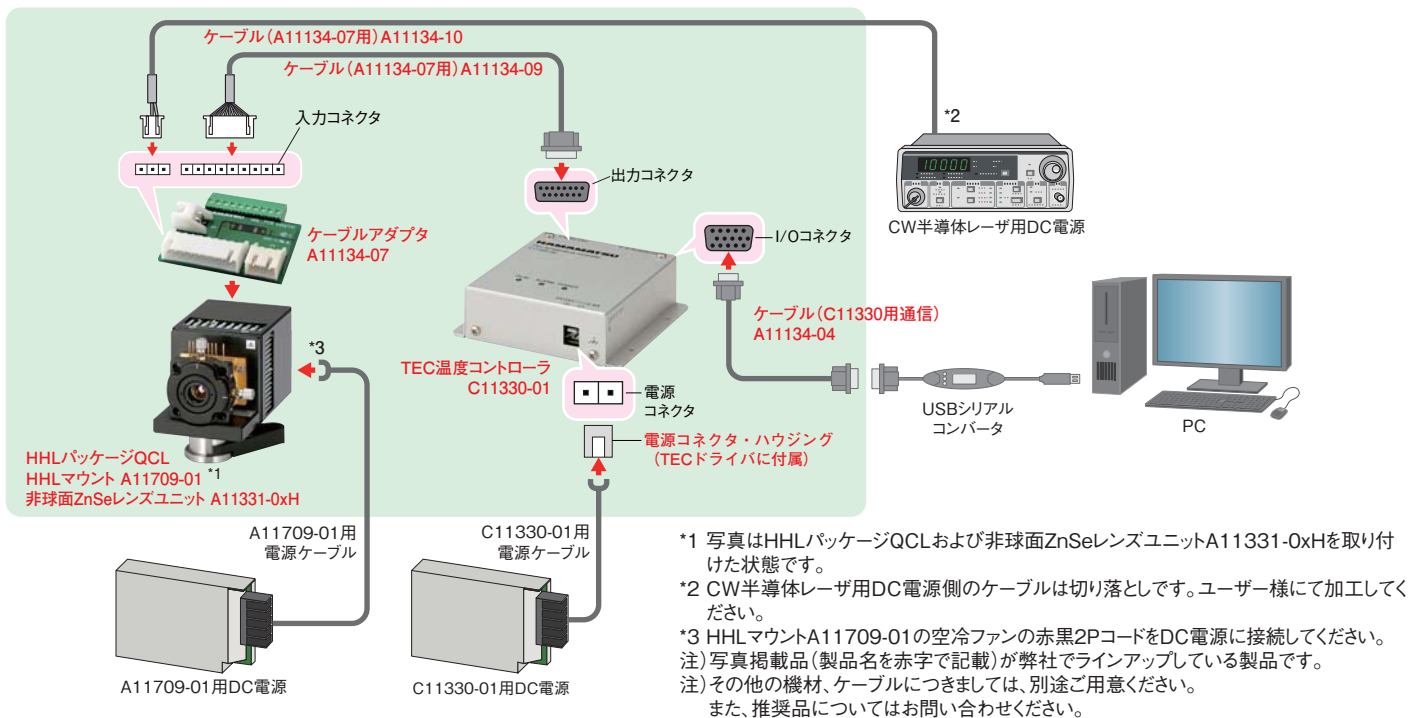 ケーブル(A11134-07用)A11134-10
ケーブル(A11134-07用)A11134-09
入力コネクタ
*2
出力コネクタ
10000
CW半導体レーザ用DC電源
I/Oコネクタ
ケーブルアダプタ
A11134-07
HAMAMATSU
ケーブル(C11330用通信)
A11134-04
*3
TEC温度コントローラ
C11330-01
電源
コネクタ
USBシリアル
コンバータ
PC
電源コネクタ・ハウジング
(TECドライバに付属)
HHLパッケージQCL
HHLマウント A11709-01 *1
非球面ZnSeレンズユニット A11331-0xH
A11709-01用
電源ケーブル
C11330-01用
電源ケーブル
A11709-01用DC電源
C11330-01用DC電源
*1 写真はHHLパッケージQCLおよび非球面ZnSeレンズユニットA11331-0xHを取り付
けた状態です。
*2 CW半導体レーザ用DC電源側のケーブルは切り落としです。ユーザー様にて加工してく
ださい。
*3 HHLマウントA11709-01の空冷ファンの赤黒2PコードをDC電源に接続してください。
注)写真掲載品(製品名を赤字で記載)が弊社でラインアップしている製品です。
注)その他の機材、ケーブルにつきましては、別途ご用意ください。
また、推奨品についてはお問い合わせください。